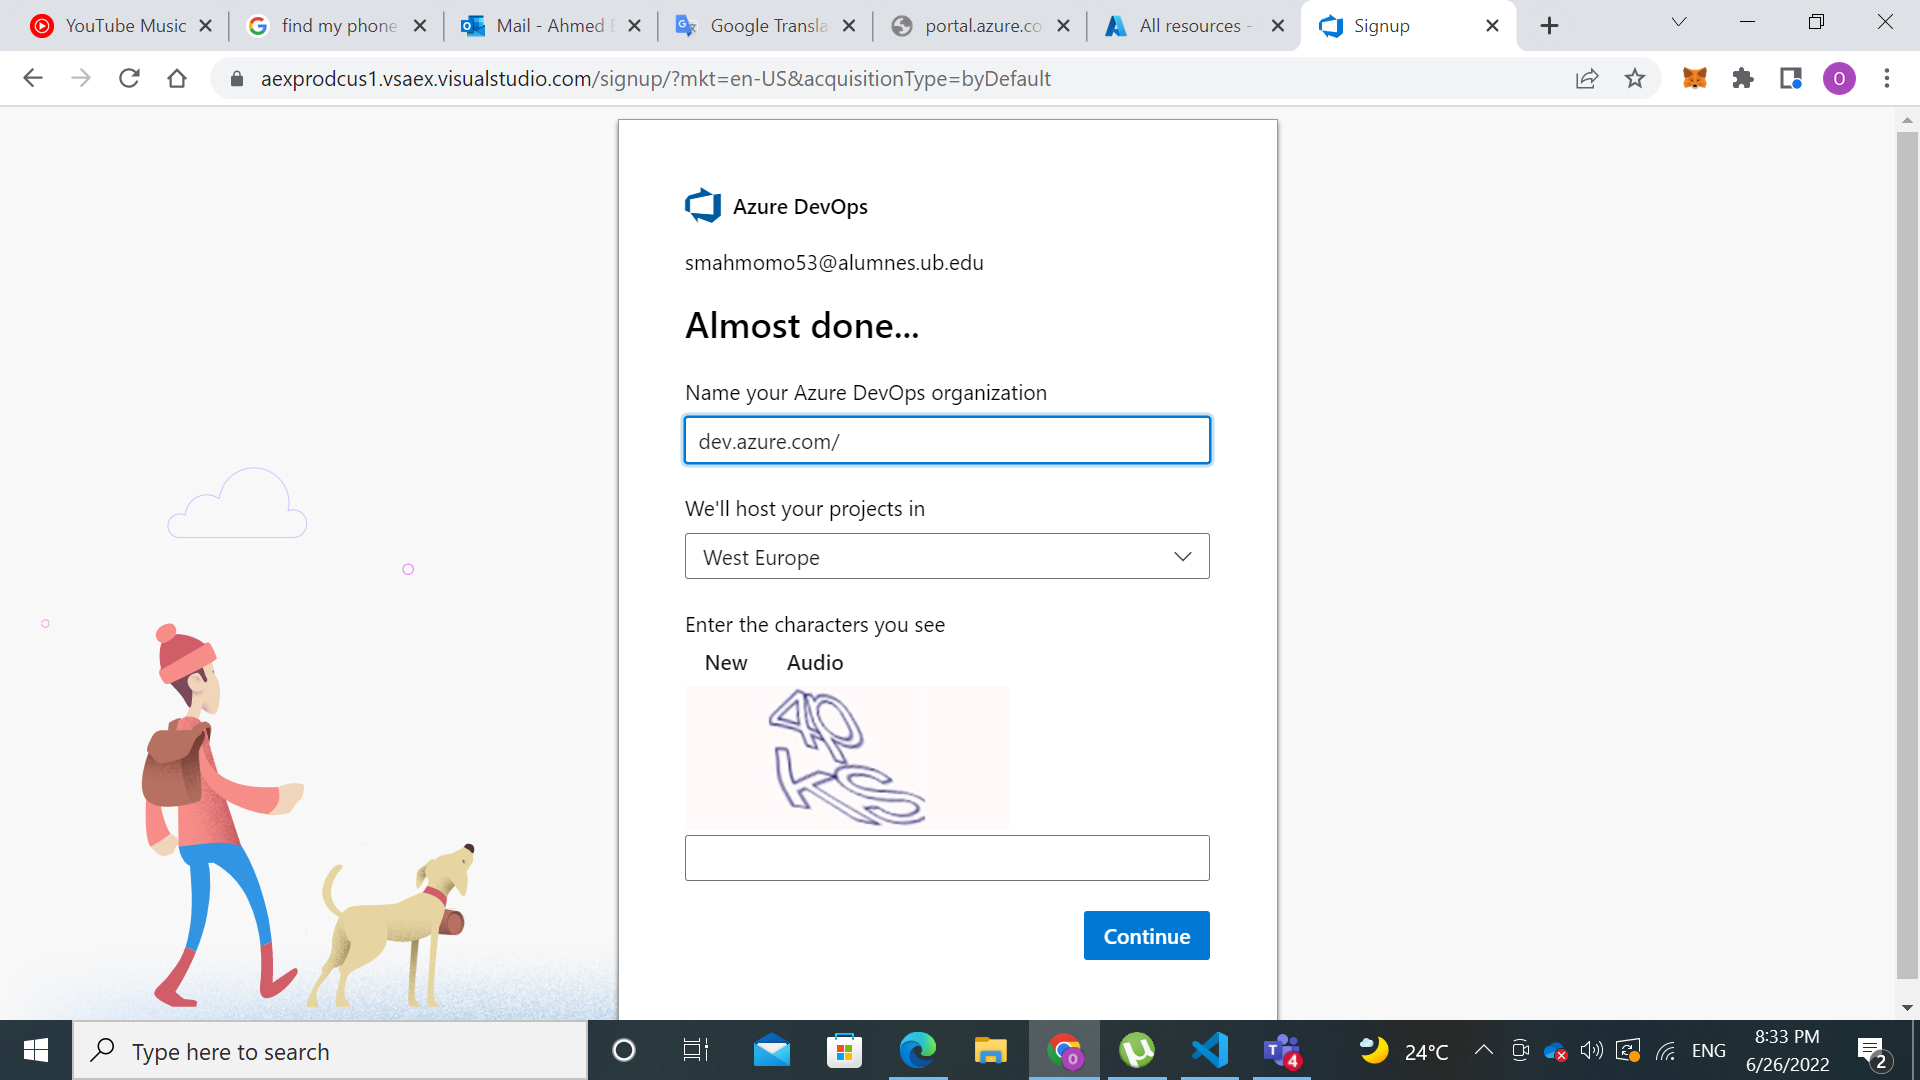 YouTube Music
find my phone
Mail - Ahmed E
Google Transla
portal.azure.co
All resources -
Signup
aexprodcus1.vsaex.visualstudio.com/signup/?mkt=en-US&acquisitionType=byDefault
O
Azure DevOps
smahmomo53@alumnes.ub.edu
Almost done...
Name your Azure DevOps organization
dev.azure.com/
We'll host your projects in
West Europe
Enter the characters you see
New Audio
Continue
Type here to search
24°C
ENG
8:33 PM
6/26/2022
4
2